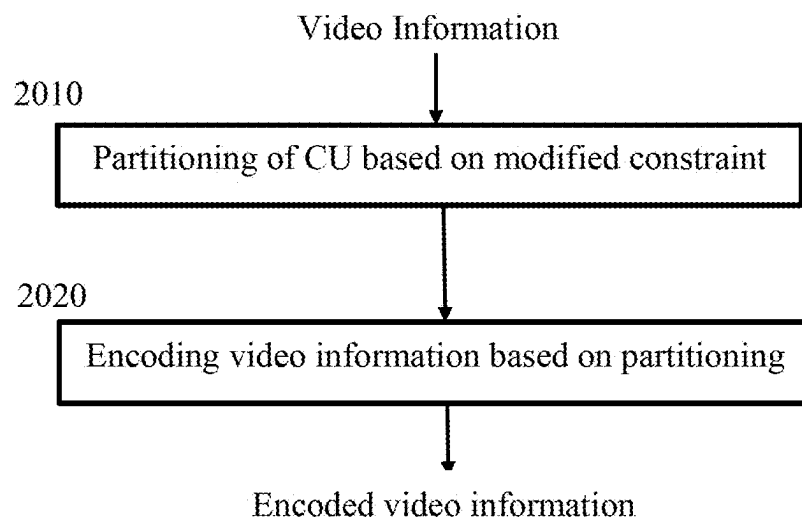 Video Information
2010
Partitioning of CU based on modified constraint
2020
Encoding video information based on partitioning
Encoded video information